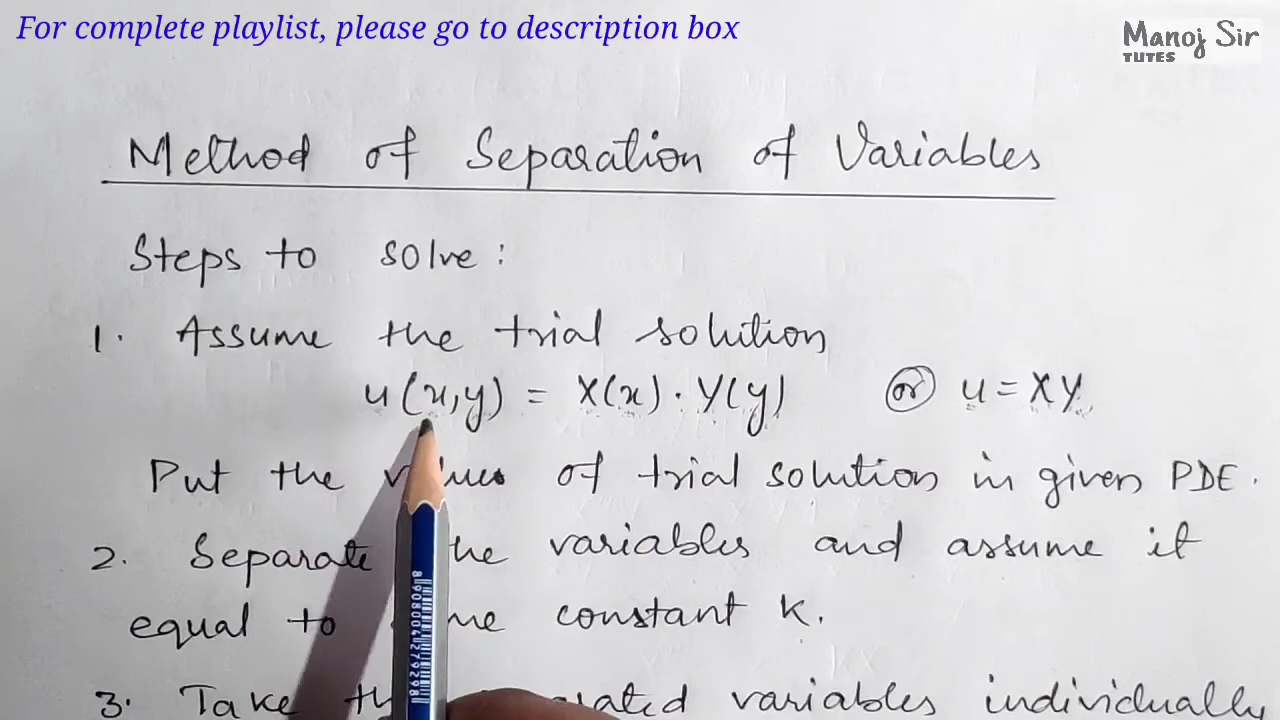 For complete playlist, please go to description box
Manoj Sir
TUTES
Method of Separation of Variables
Steps to solve :
1. Assume the trial solution
u(x,y) = X(x) · Y(y) or u = XY
Put the of trial solution in given PDE.
2. Separate the variables and assume it
equal to constant K.
3. Take variables individually
8908004279298